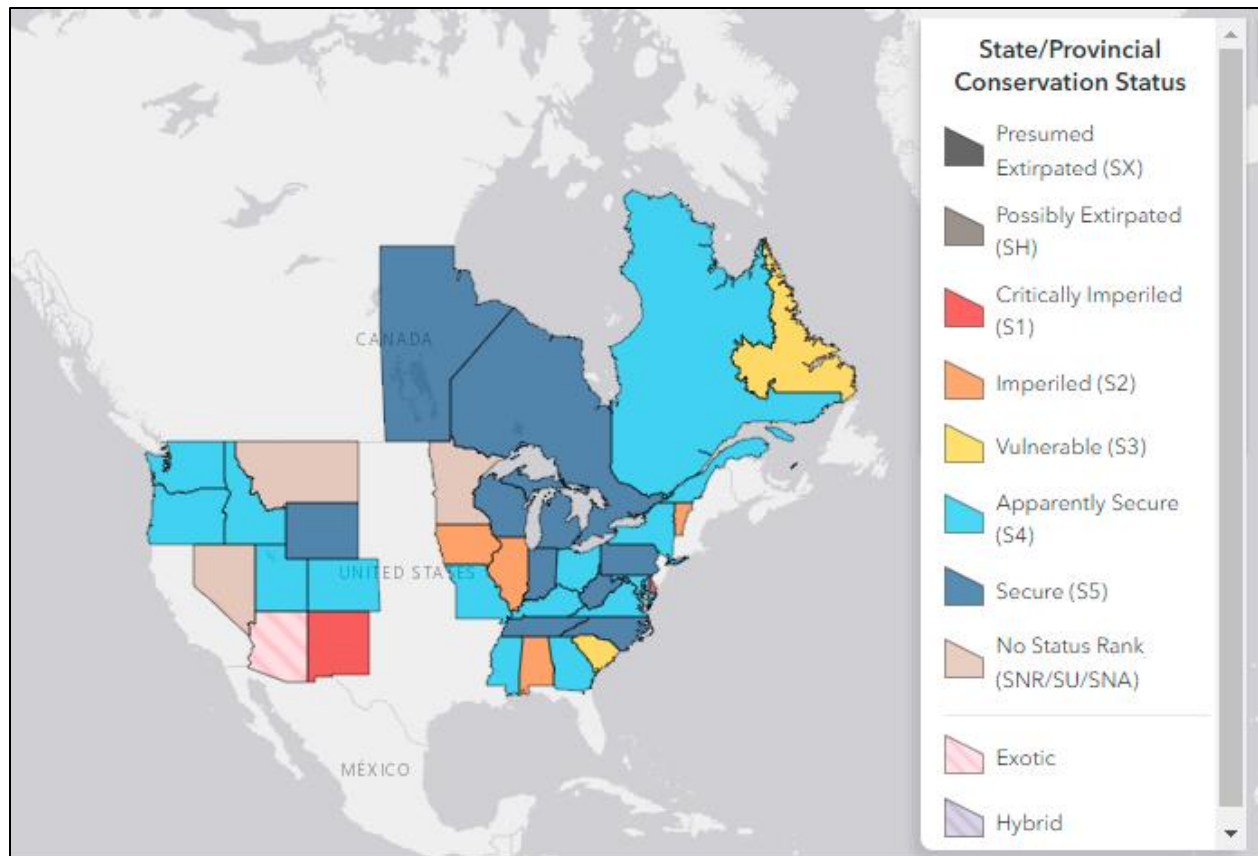 State/Provincial
Conservation Status
Presumed
Extirpated (SX)
Possibly Extirpated
(SH)
Critically Imperiled
(S1)
Imperiled (S2)
Vulnerable (S3)
Apparently Secure
(S4)
Secure (S5)
No Status Rank
(SNR/SU/SNA)
Exotic
Hybrid
CANADA
UNITED STATES
MÉXICO